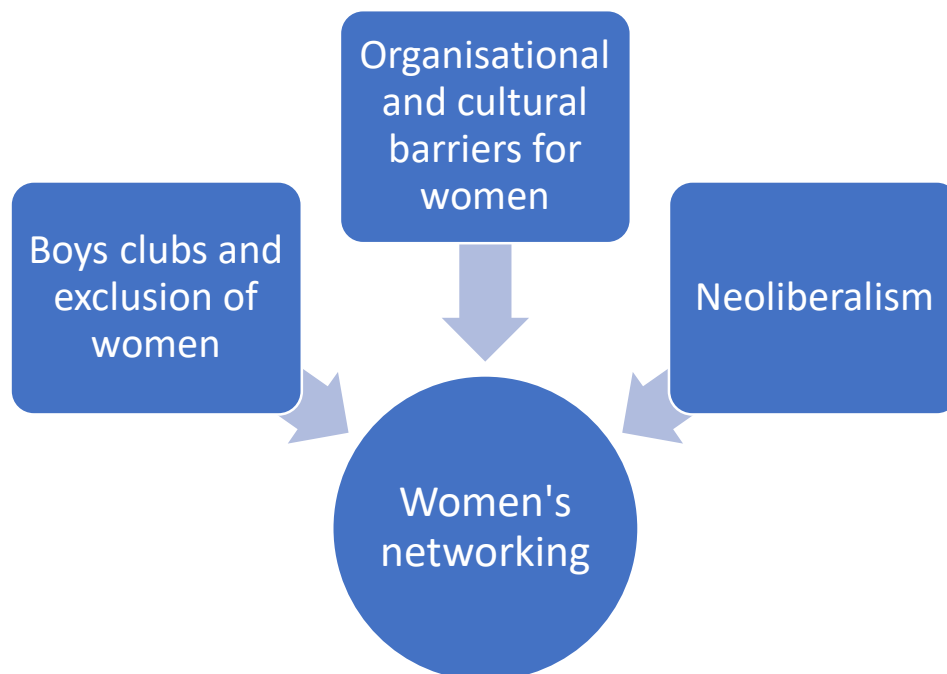 Organisational
and cultural
barriers for
women
Boys clubs and
exclusion of
women
Neoliberalism
Women's
networking